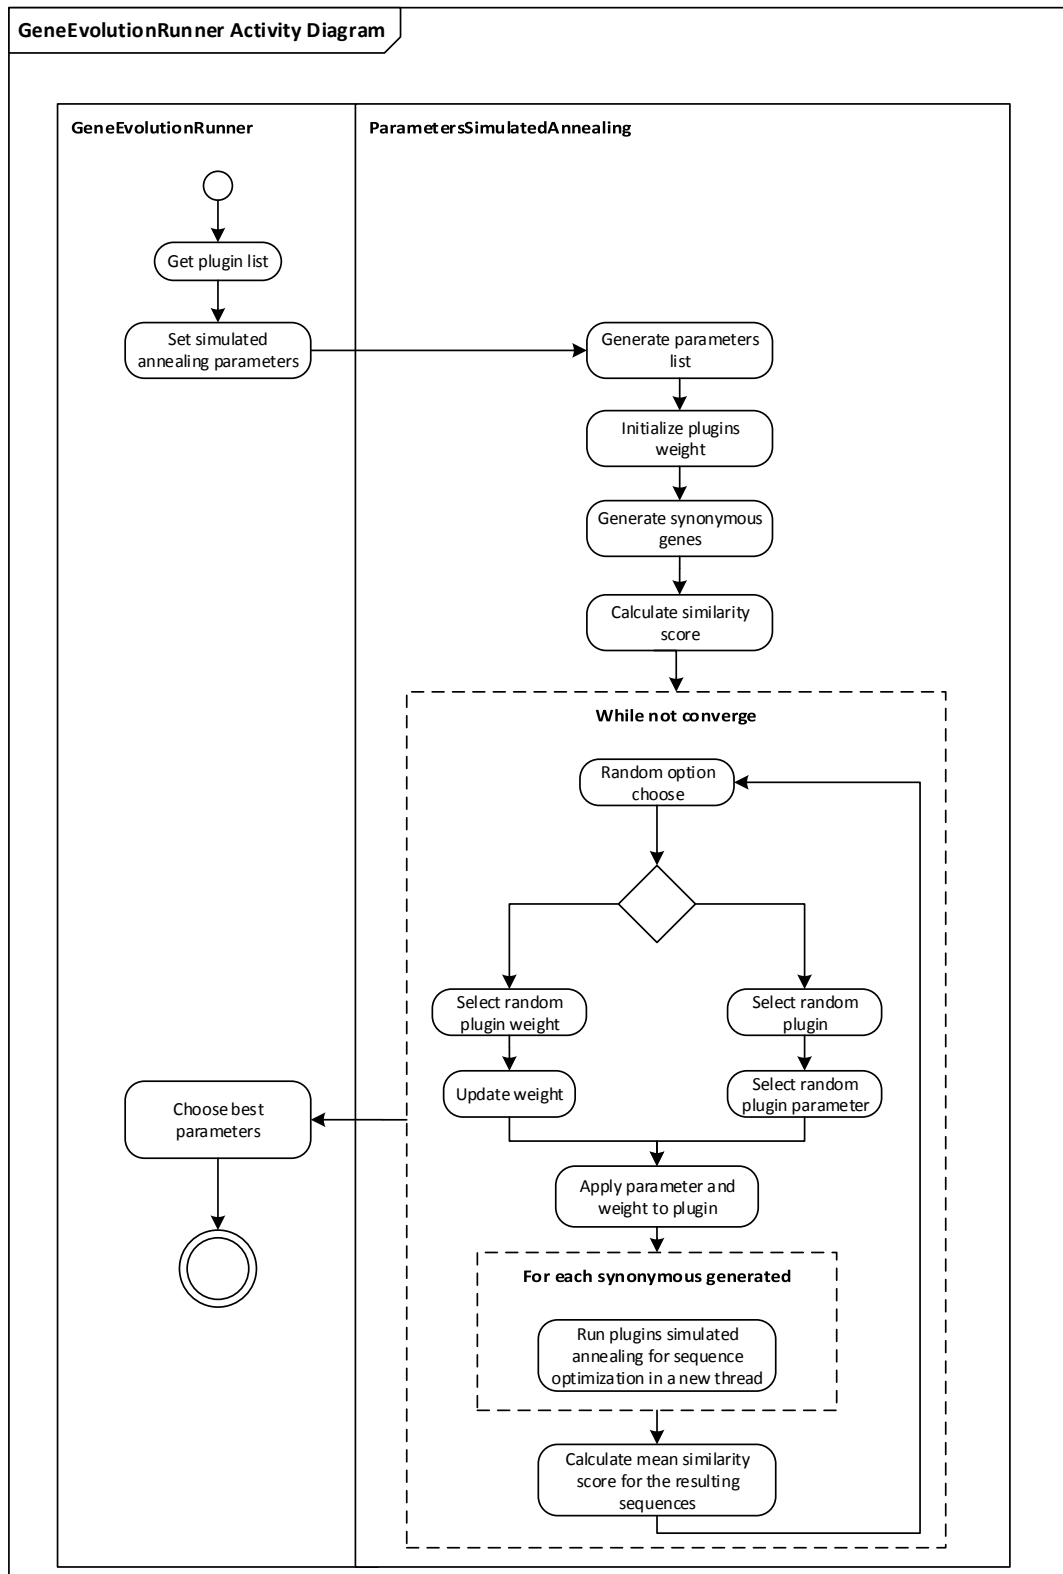 GeneEvolutionRunner Activity Diagram
GeneEvolutionRunner
ParametersSimulatedAnnealing
Get plugin list
Set simulated
annealing parameters
Generate parameters
list
Initialize plugins
weight
Generate synonymous
genes
Calculate similarity
score
While not converge
Random option
choose
Select random
plugin weight
Select random
plugin
Update weight
Select random
plugin parameter
Choose best
parameters
Apply parameter and
weight to plugin
For each synonymous generated
Run plugins simulated
annealing for sequence
optimization in a new thread
Calculate mean similarity
score for the resulting
sequences